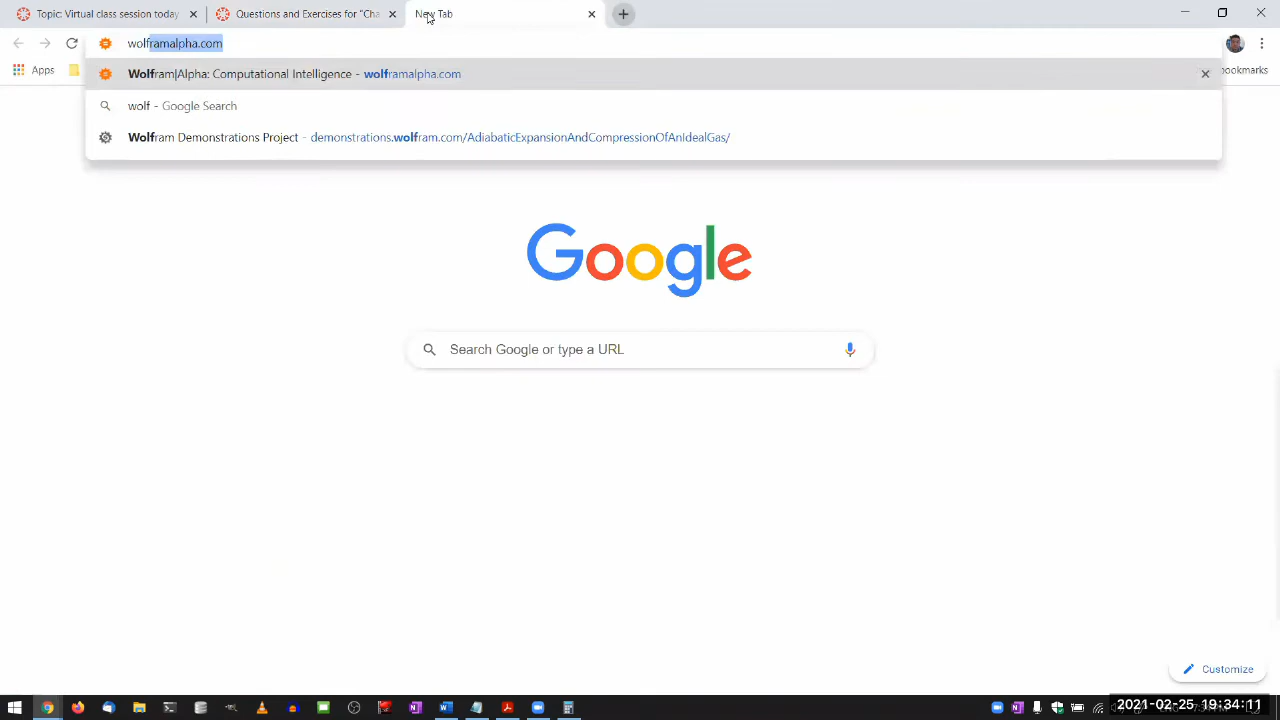 Topic: Virtual class session today
Questions and Exercises for "Cha
New Tab
wolframalpha.com
Apps
bookmarks
Wolfram|Alpha: Computational Intelligence - wolframalpha.com
wolf - Google Search
Wolfram Demonstrations Project - demonstrations.wolfram.com/AdiabaticExpansionAndCompressionOfAnIdealGas/
Google
Search Google or type a URL
Customize
2021-02-25 19:34:11